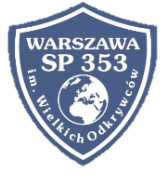 WARSZAWA
SP 353
im. Wielkich Odkrywców